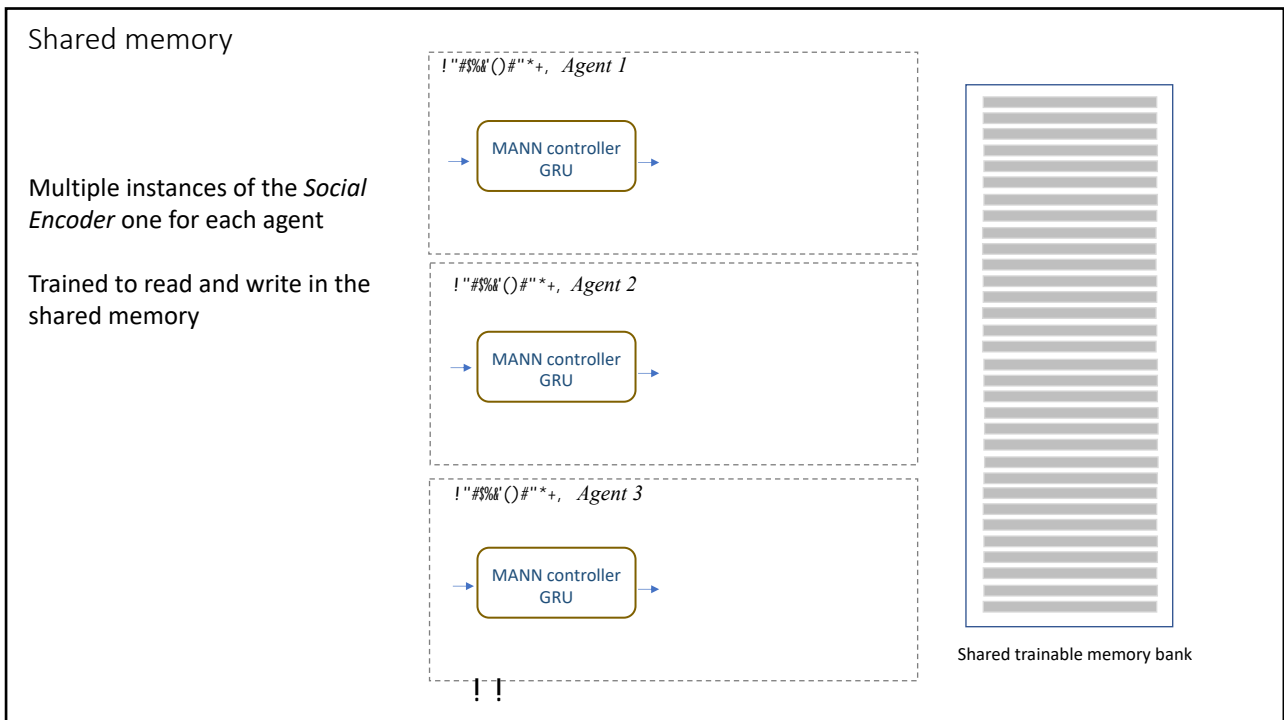 Shared memory
Multiple instances of the Social
Encoder one for each agent
Trained to read and write in the
shared memory
! "#$%&'()#"*+, Agent 1
MANN controller
GRU
! "#$%&'()#"*+, Agent 2
MANN controller
GRU
! "#$%&'()#"*+, Agent 3
MANN controller
GRU
! !
Shared trainable memory bank